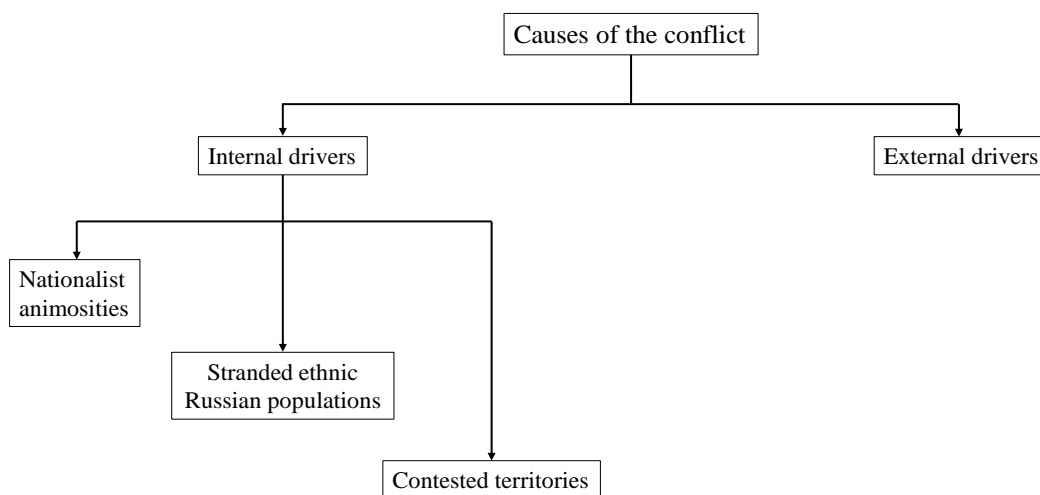 Causes of the conflict
Internal drivers
External drivers
Nationalist
animosities
Stranded ethnic
Russian populations
Contested territories